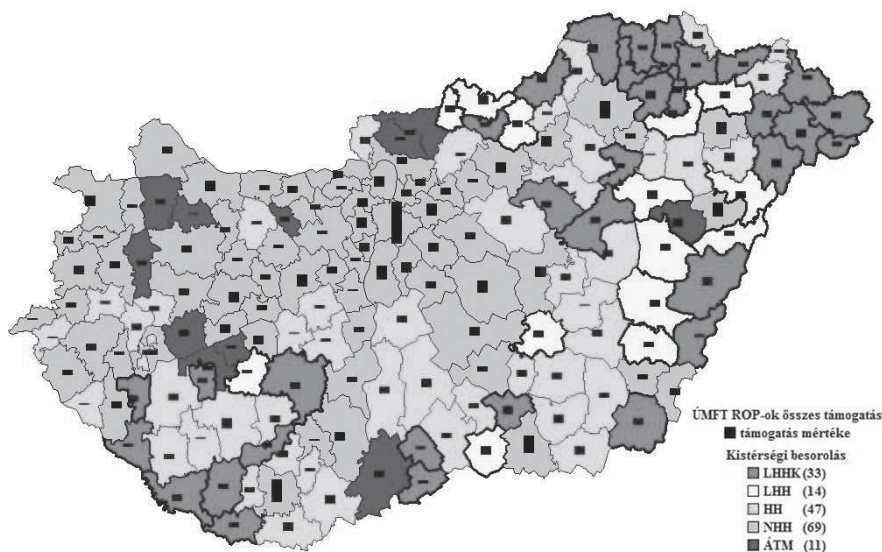 ÚMFT ROP-ok összes támogatás
támogatás mértéke
Kistérségi besorolás
LHHK (33)
LHH (14)
HH (47)
NHH (69)
ÁTM (11)